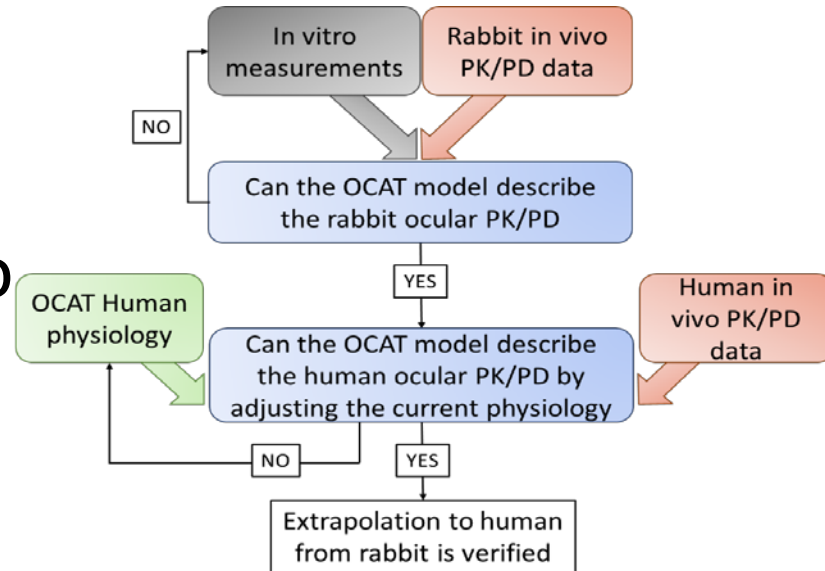 In vitro
measurements
Rabbit in vivo
PK/PD data
NO
Can the OCAT model describe
the rabbit ocular PK/PD
YES
OCAT Human
physiology
Human in
vivo PK/PD
data
Can the OCAT model describe
the human ocular PK/PD by
adjusting the current physiology
NO
YES
Extrapolation to human
from rabbit is verified